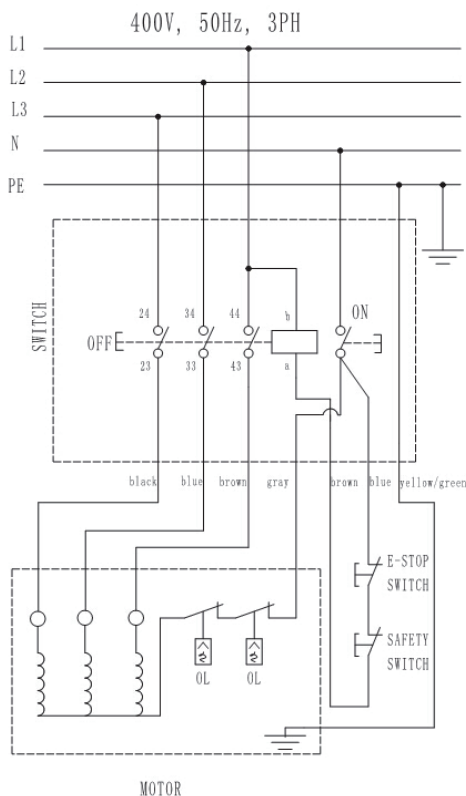 400V, 50Hz, 3PH
L1
L2
L3
N
PE
SWITCH
24 34 44 b ON
OFF
23 33 43 a
black blue brown gray brown blue yellow/green
E-STOP
SWITCH
SAFETY
SWITCH
OL OL
MOTOR